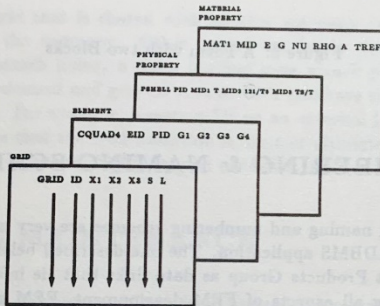 MATERIAL
PROPERTY
MAT1 MID E G NU RHO A TREF
PHYSICAL
PROPERTY
PSHELL PID MID1 T MID2 12I/T3 MID3 TS/T
ELEMENT
CQUAD4 EID PID G1 G2 G3 G4
GRID
GRID ID X1 X2 X3 S L